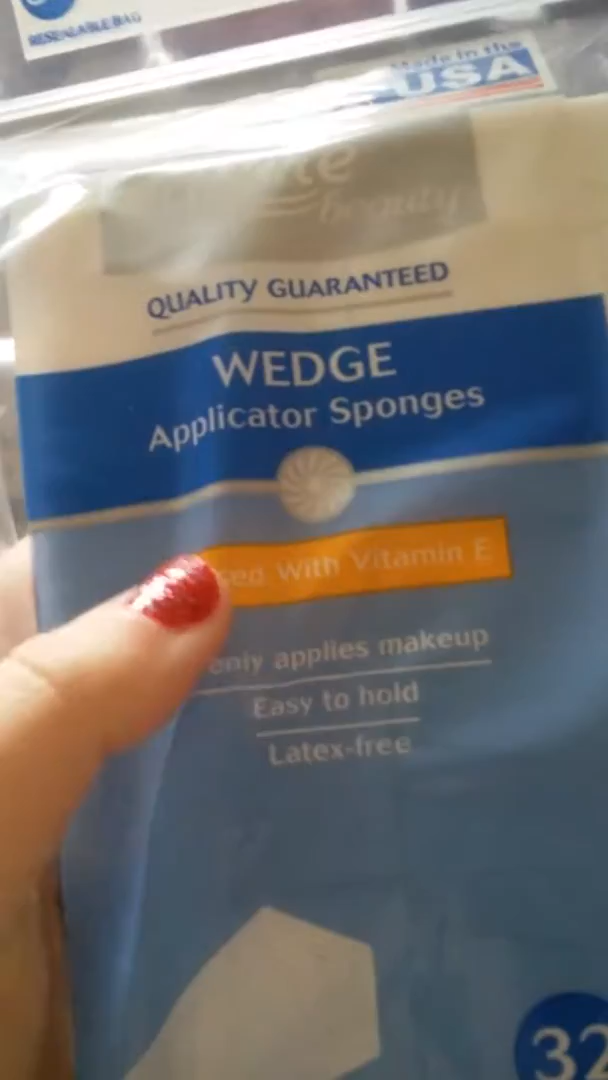 RESEALABLE BAG
Made in the
USA
beauty
QUALITY GUARANTEED
WEDGE
Applicator Sponges
With Vitamin E
applies makeup
Easy to hold
Latex-free
32